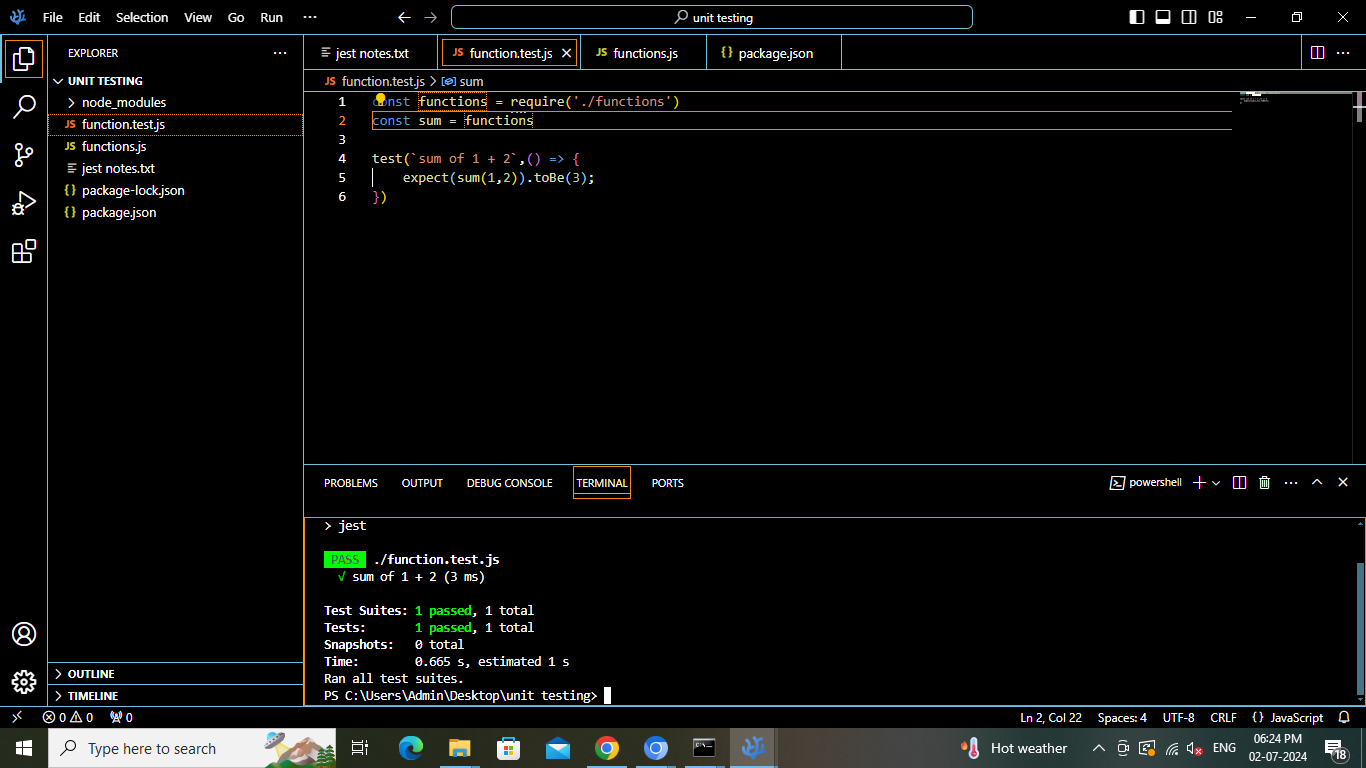 File Edit Selection View Go Run ···
unit testing
EXPLORER ···
UNIT TESTING
node_modules
JS function.test.js
JS functions.js
jest notes.txt
{} package-lock.json
{} package.json
OUTLINE
TIMELINE
jest notes.txt
JS function.test.js
JS functions.js
{} package.json
···
JS function.test.js > sum
1 const functions = require('./functions')
2 const sum = functions
3
4 test(`sum of 1 + 2`,() => {
5     expect(sum(1,2)).toBe(3);
6 })
PROBLEMS OUTPUT DEBUG CONSOLE TERMINAL PORTS
powershell
···
> jest
PASS ./function.test.js
√ sum of 1 + 2 (3 ms)
Test Suites: 1 passed, 1 total
Tests:       1 passed, 1 total
Snapshots:   0 total
Time:        0.665 s, estimated 1 s
Ran all test suites.
PS C:\Users\Admin\Desktop\unit testing>
0 0 0
Ln 2, Col 22 Spaces: 4 UTF-8 CRLF {} JavaScript
Type here to search
Hot weather
ENG
06:24 PM
02-07-2024
18